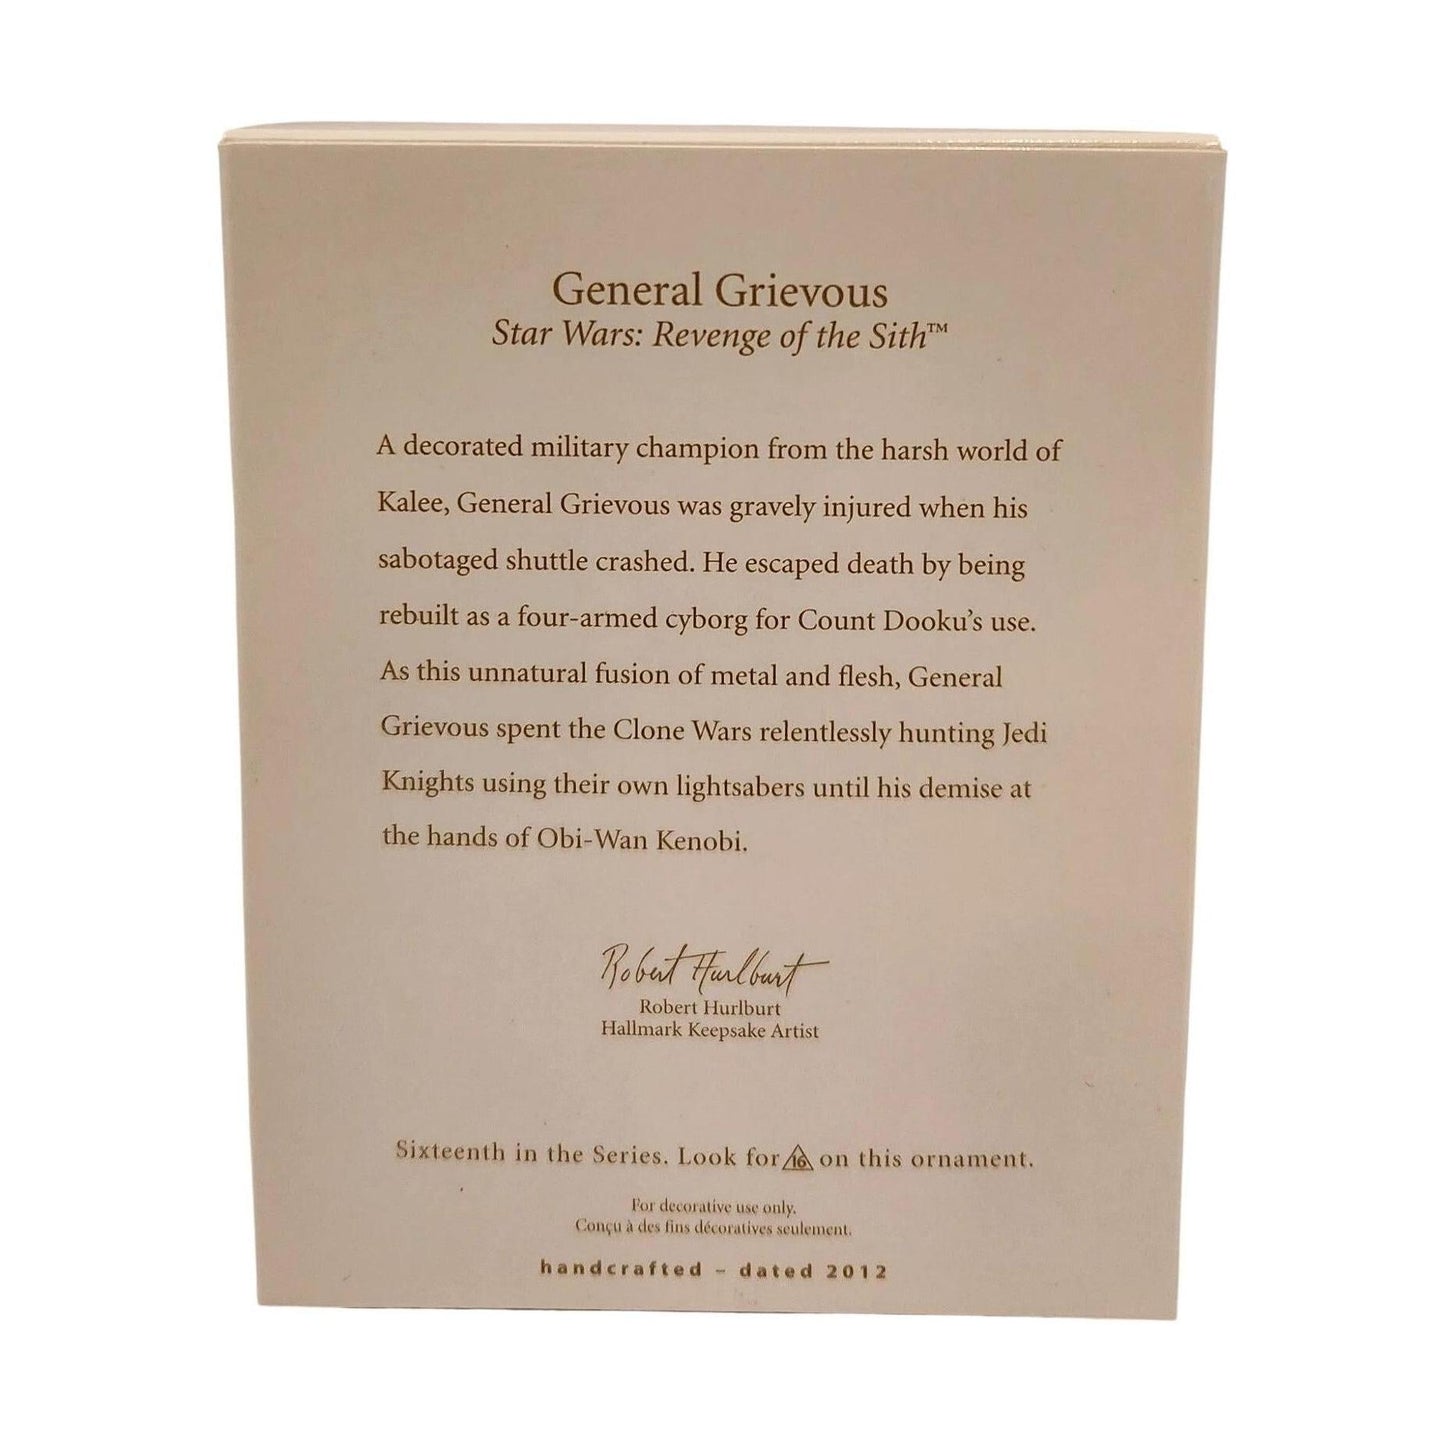 General Grievous
Star Wars: Revenge of the Sith™
A decorated military champion from the harsh world of
Kalee, General Grievous was gravely injured when his
sabotaged shuttle crashed. He escaped death by being
rebuilt as a four-armed cyborg for Count Dooku's use.
As this unnatural fusion of metal and flesh, General
Grievous spent the Clone Wars relentlessly hunting Jedi
Knights using their own lightsabers until his demise at
the hands of Obi-Wan Kenobi.
Robert Hurlburt
Robert Hurlburt
Hallmark Keepsake Artist
Sixteenth in the Series. Look for 16 on this ornament.
For decorative use only.
Conçu à des fins décoratives seulement.
handcrafted – dated 2012